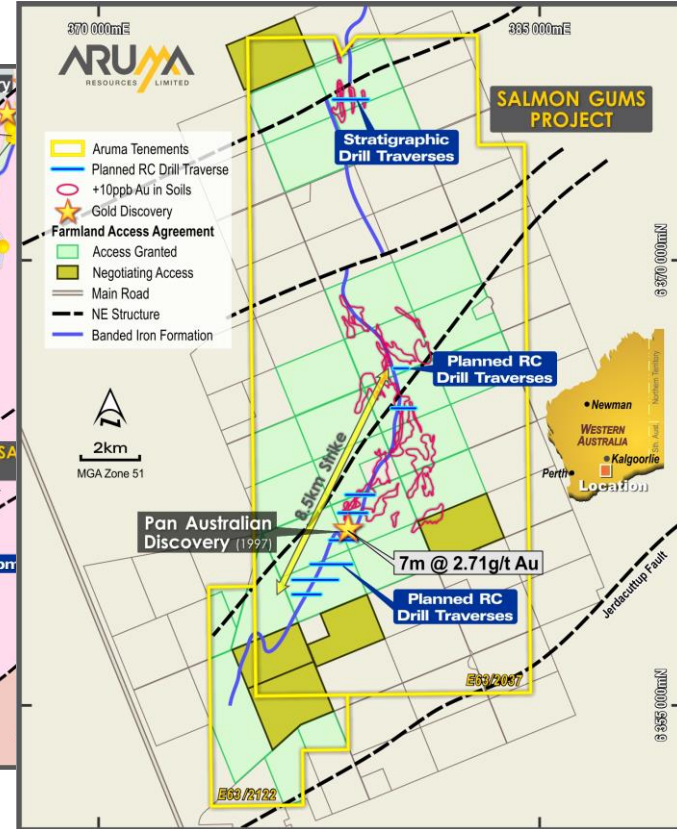 370 000mE
385 000mE
ARUMA
RESOURCES LIMITED
SALMON GUMS
PROJECT
Stratigraphic
Drill Traverses
Aruma Tenements
Planned RC Drill Traverse
+10ppb Au in Soils
Gold Discovery
Farmland Access Agreement
Access Granted
Negotiating Access
Main Road
NE Structure
Banded Iron Formation
6 370 000mN
Planned RC
Drill Traverses
Northern Territory
Sth. Aust.
Newman
WESTERN
AUSTRALIA
Kalgoorlie
Perth
Location
N
2km
MGA Zone 51
8.5km Strike
Pan Australian
Discovery (1997)
7m @ 2.71g/t Au
Planned RC
Drill Traverses
Jerdacuttup Fault
E63/2037
6 355 000mN
E63/2122